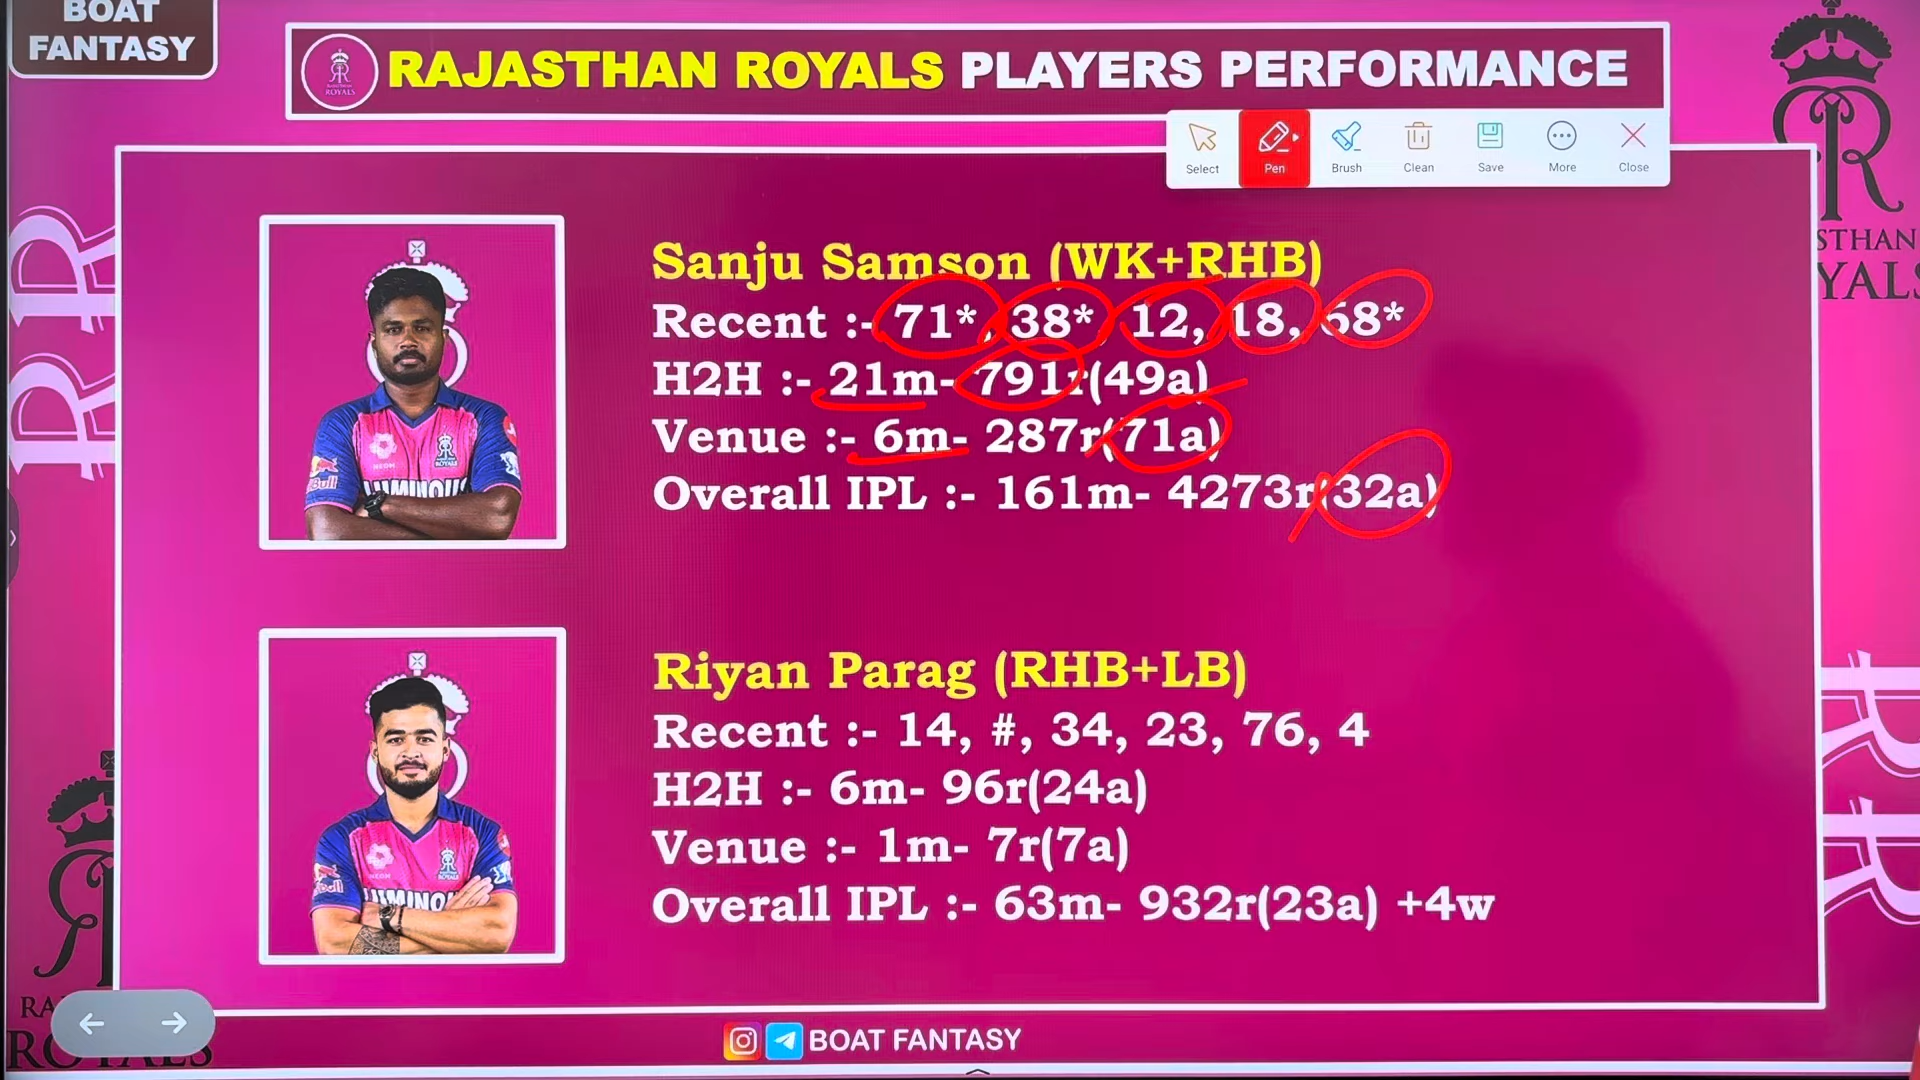 BOAT
FANTASY
RAJASTHAN ROYALS PLAYERS PERFORMANCE
Select
Pen
Brush
Clean
Save
More
Close
Sanju Samson (WK+RHB)
Recent :- 71*, 38*, 12, 18, 68*
H2H :- 21m- 791r(49a)
Venue :- 6m- 287r(71a)
Overall IPL :- 161m- 4273r(32a)
Riyan Parag (RHB+LB)
Recent :- 14, #, 34, 23, 76, 4
H2H :- 6m- 96r(24a)
Venue :- 1m- 7r(7a)
Overall IPL :- 63m- 932r(23a) +4w
BOAT FANTASY